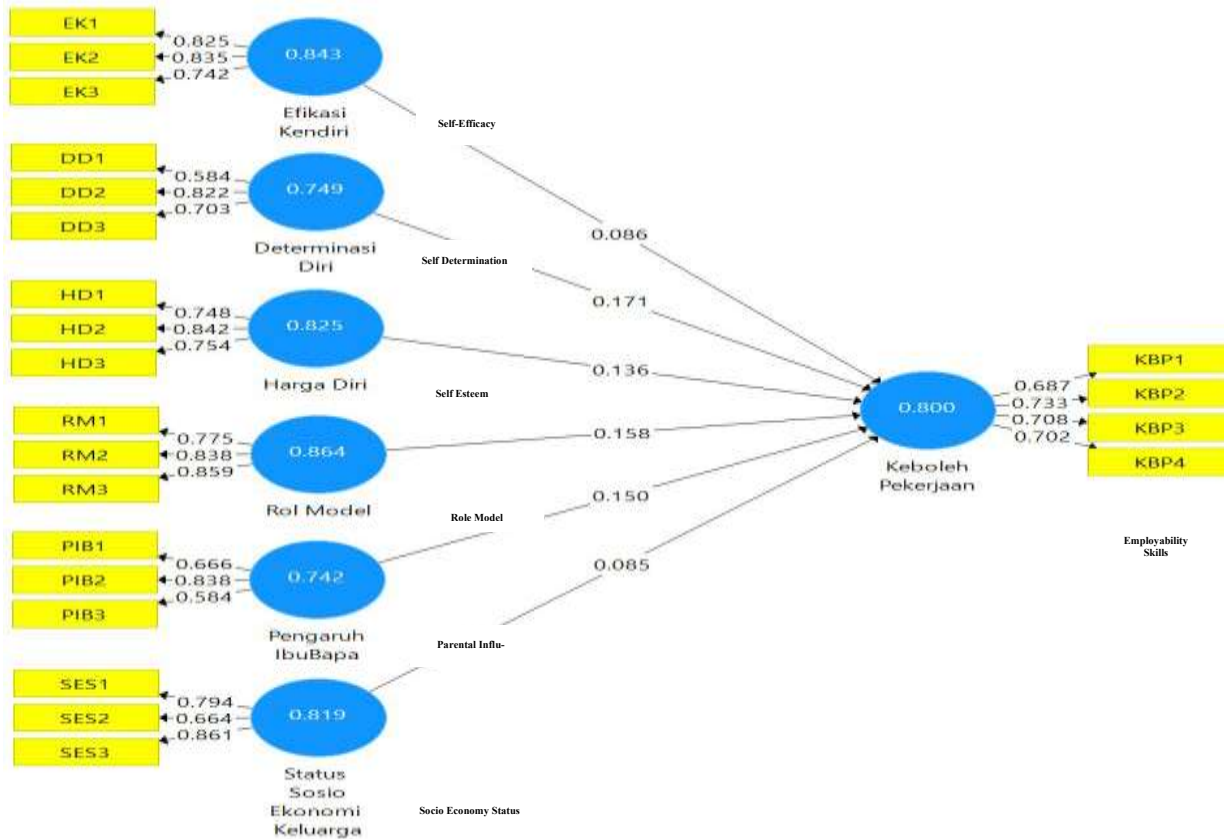 EK1
EK2
EK3
0.825
0.835
0.742
0.843
Efikasi
Kendiri
Self-Efficacy
0.086
DD1
DD2
DD3
0.584
0.822
0.703
0.749
Determinasi
Diri
Self Determination
0.171
HD1
HD2
HD3
0.748
0.842
0.754
0.825
Harga Diri
Self Esteem
0.136
RM1
RM2
RM3
0.775
0.838
0.859
0.864
Rol Model
Role Model
0.158
PIB1
PIB2
PIB3
0.666
0.838
0.584
0.742
Pengaruh
IbuBapa
Parental Influ-
0.150
SES1
SES2
SES3
0.794
0.664
0.861
0.819
Status
Sosio
Ekonomi
Keluarga
Socio Economy Status
0.085
0.800
Keboleh
Pekerjaan
0.687
0.733
0.708
0.702
KBP1
KBP2
KBP3
KBP4
Employability
Skills